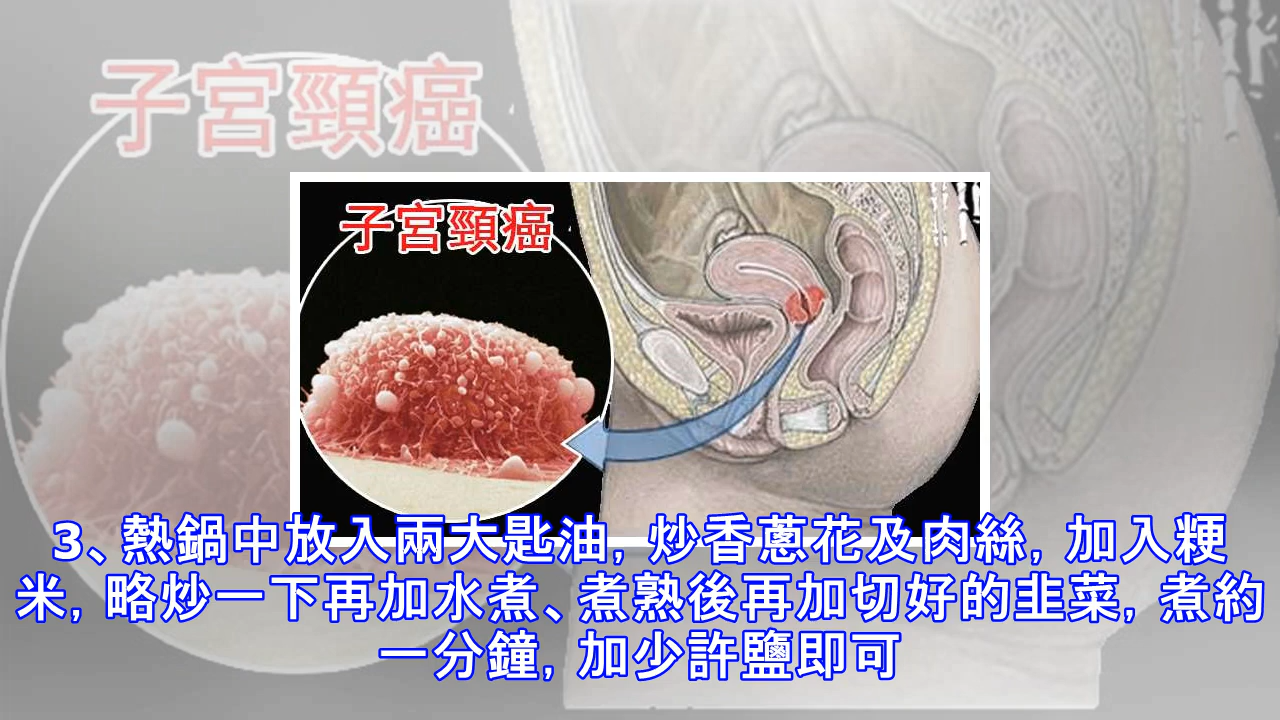 子宮頸癌
子宮頸癌
3、熱鍋中放入兩大匙油, 炒香蔥花及肉絲, 加入粳
米, 略炒一下再加水煮、煮熟後再加切好的韭菜, 煮約
一分鐘, 加少許鹽即可